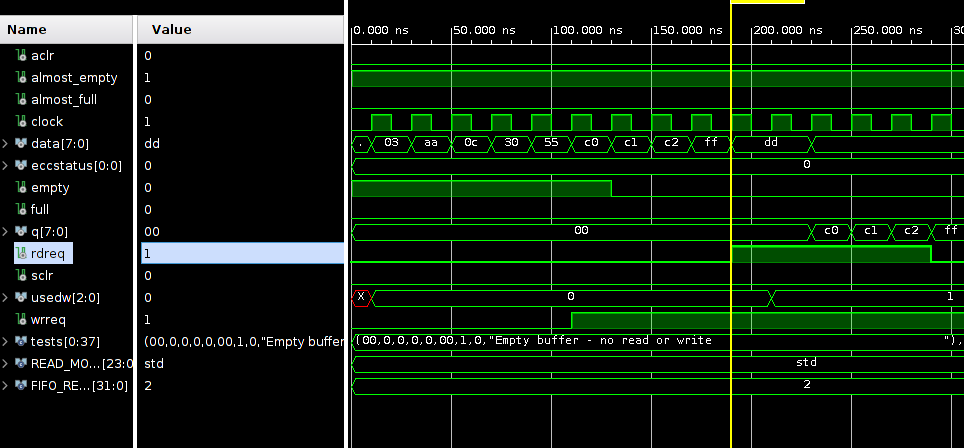 Name Value 0.000 ns 50.000 ns 100.000 ns 150.000 ns 200.000 ns 250.000 ns 30
aclr 0
almost_empty 1
almost_full 0
clock 1
data[7:0] dd . 03 aa 0c 30 55 c0 c1 c2 ff dd
eccstatus[0:0] 0 0
empty 0
full 0
q[7:0] 00 00 c0 c1 c2 ff
rdreq 1
sclr 0
usedw[2:0] 0 X 0 1
wrreq 1
tests[0:37] (00,0,0,0,0,00,1,0,"Empty buffer (00,0,0,0,0,00,1,0,"Empty buffer - no read or write "),
READ_MO...[23:0 std std
FIFO_RE...[31:0] 2 2